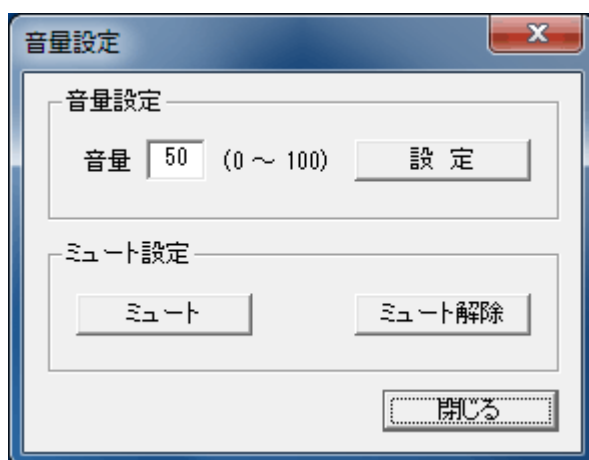 音量設定
音量設定
音量 50 (0 ～ 100) 設 定
ミュート設定
ミュート ミュート解除
閉じる